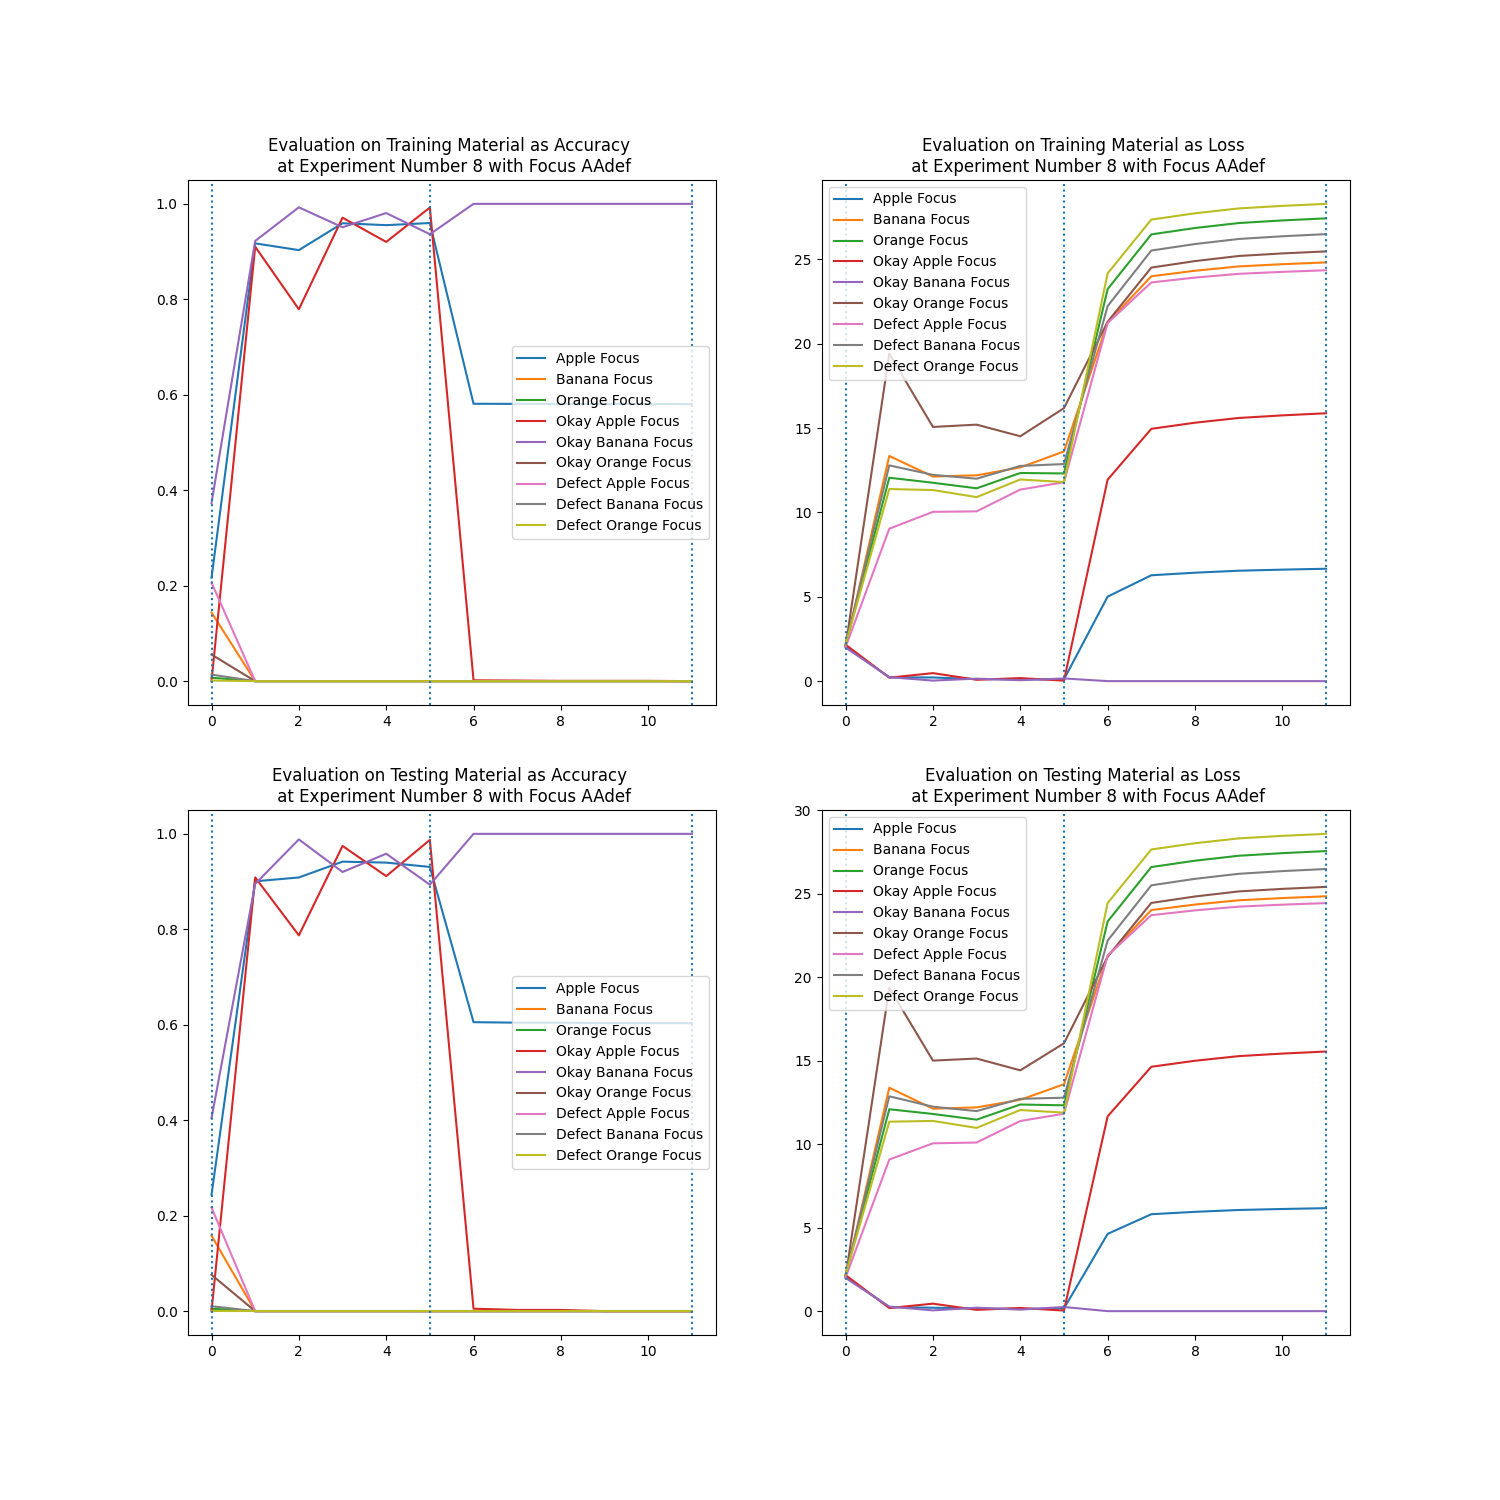 Evaluation on Training Material as Accuracy
at Experiment Number 8 with Focus AAdef
1.0
0.8
0.6
0.4
0.2
0.0
0 2 4 6 8 10
Apple Focus
Banana Focus
Orange Focus
Okay Apple Focus
Okay Banana Focus
Okay Orange Focus
Defect Apple Focus
Defect Banana Focus
Defect Orange Focus
Evaluation on Training Material as Loss
at Experiment Number 8 with Focus AAdef
25
20
15
10
5
0
0 2 4 6 8 10
Apple Focus
Banana Focus
Orange Focus
Okay Apple Focus
Okay Banana Focus
Okay Orange Focus
Defect Apple Focus
Defect Banana Focus
Defect Orange Focus
Evaluation on Testing Material as Accuracy
at Experiment Number 8 with Focus AAdef
1.0
0.8
0.6
0.4
0.2
0.0
0 2 4 6 8 10
Apple Focus
Banana Focus
Orange Focus
Okay Apple Focus
Okay Banana Focus
Okay Orange Focus
Defect Apple Focus
Defect Banana Focus
Defect Orange Focus
Evaluation on Testing Material as Loss
at Experiment Number 8 with Focus AAdef
30
25
20
15
10
5
0
0 2 4 6 8 10
Apple Focus
Banana Focus
Orange Focus
Okay Apple Focus
Okay Banana Focus
Okay Orange Focus
Defect Apple Focus
Defect Banana Focus
Defect Orange Focus